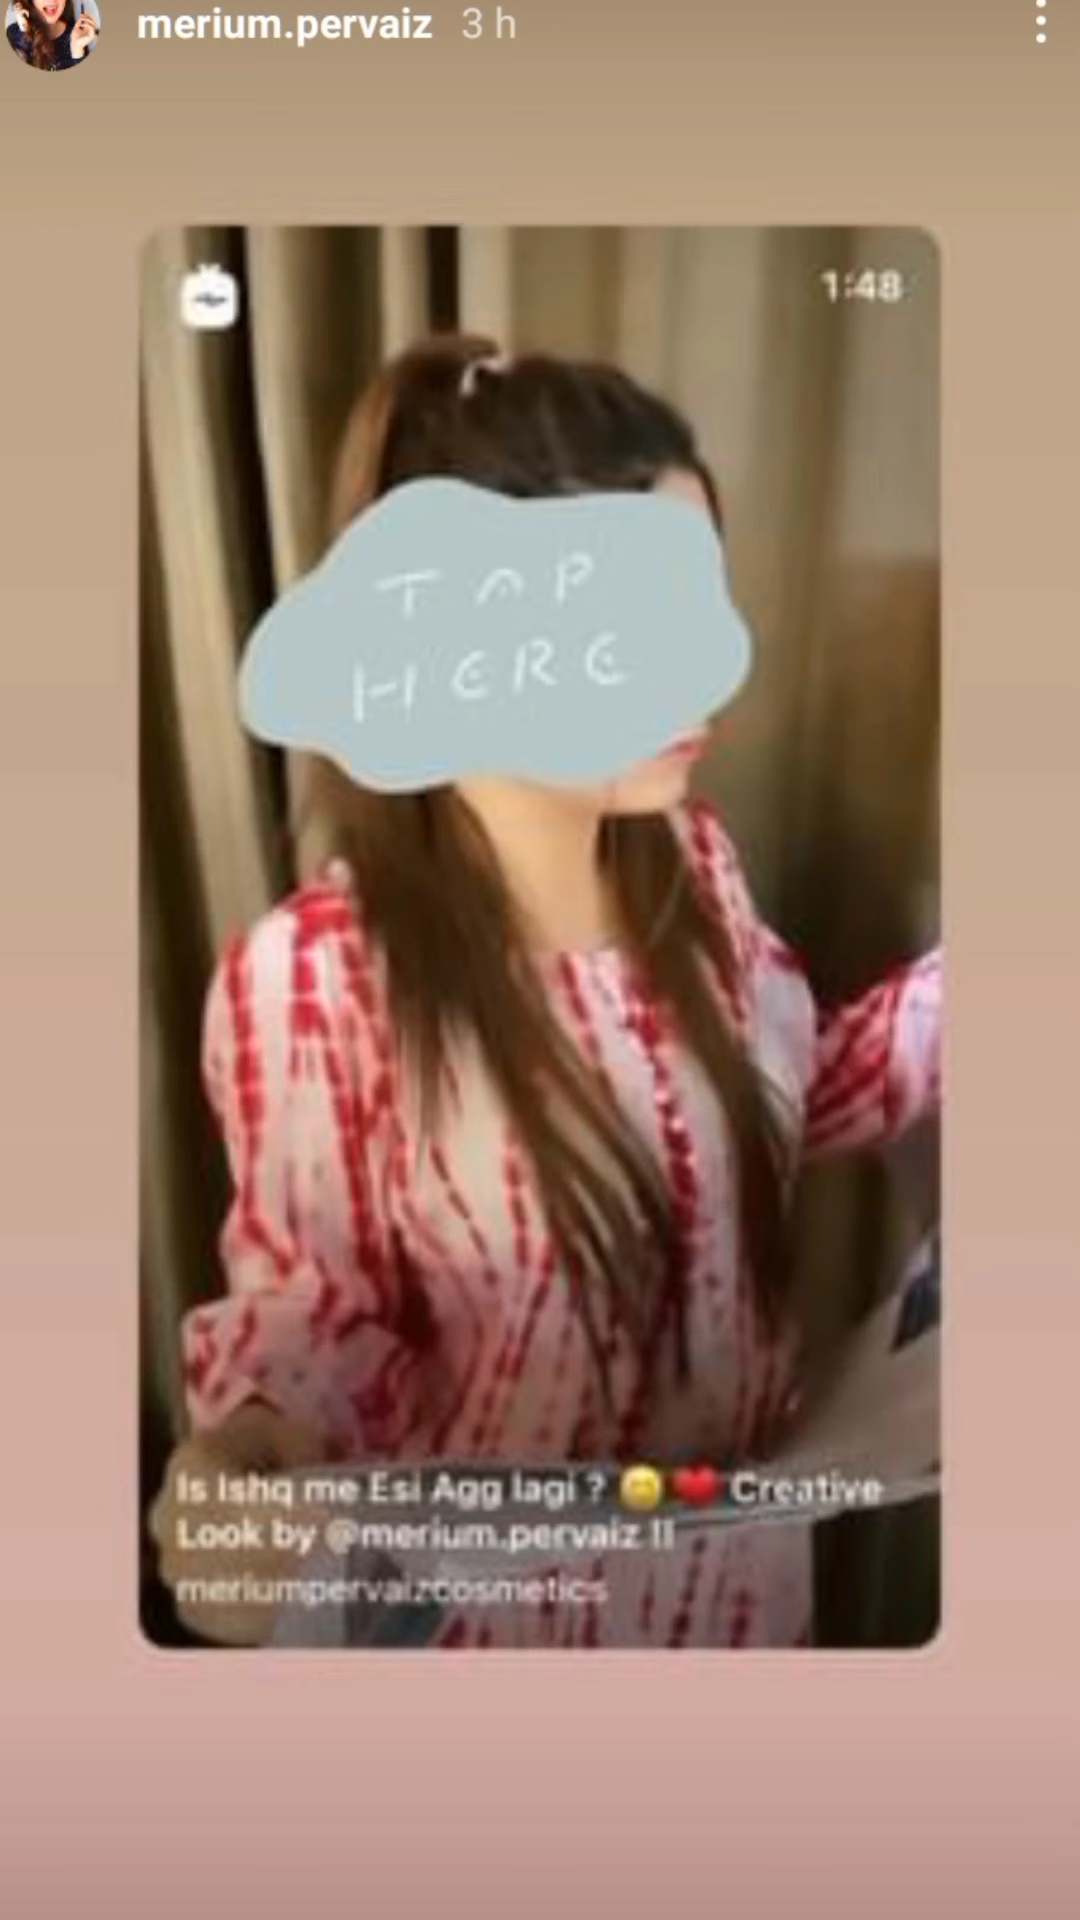 merium.pervaiz 3 h
1:48
TAP
HERE
Is Ishq me Esi Agg lagi ? 😊❤️ Creative
Look by @merium.pervaiz !!
meriumpervaizcosmetics